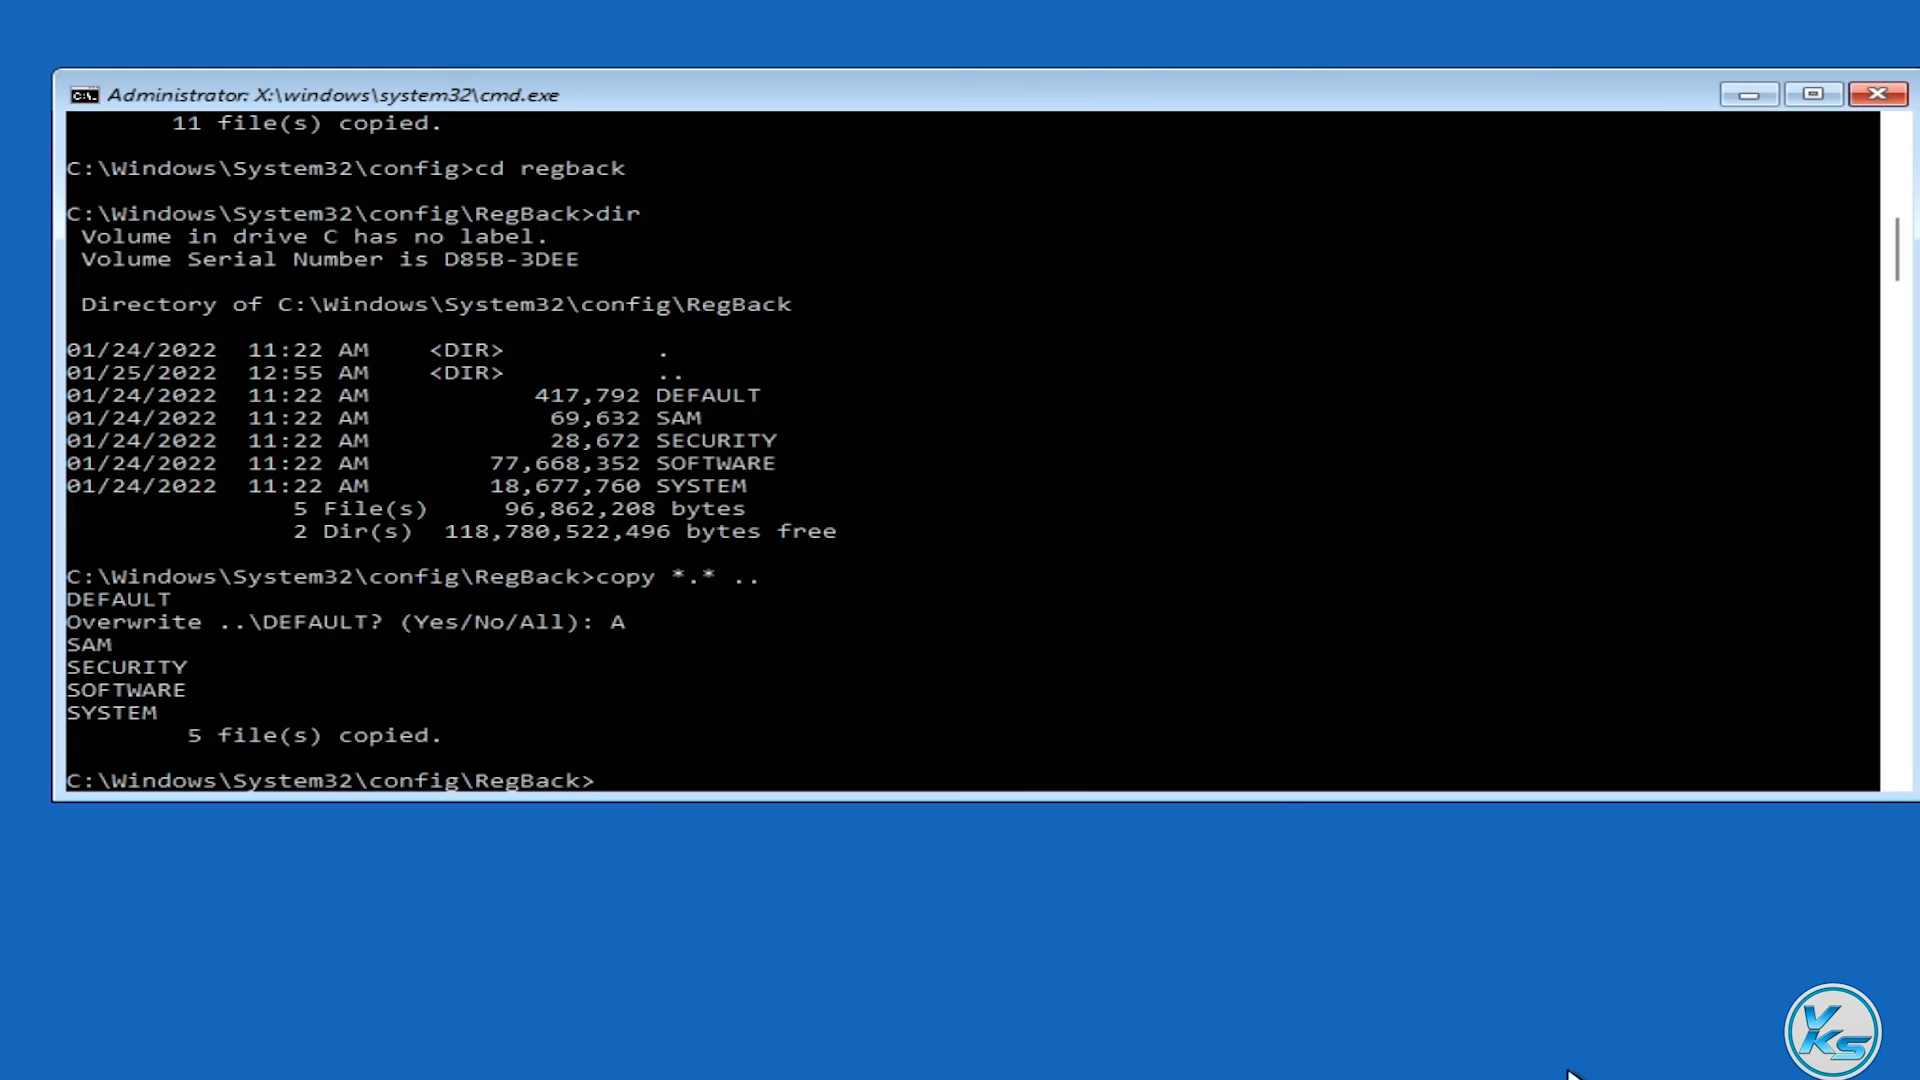 Administrator: X:\windows\system32\cmd.exe
11 file(s) copied.
C:\Windows\System32\config>cd regback
C:\Windows\System32\config\RegBack>dir
Volume in drive C has no label.
Volume Serial Number is D85B-3DEE
Directory of C:\Windows\System32\config\RegBack
01/24/2022  11:22 AM    <DIR>          .
01/25/2022  12:55 AM    <DIR>          ..
01/24/2022  11:22 AM           417,792 DEFAULT
01/24/2022  11:22 AM            69,632 SAM
01/24/2022  11:22 AM            28,672 SECURITY
01/24/2022  11:22 AM        77,668,352 SOFTWARE
01/24/2022  11:22 AM        18,677,760 SYSTEM
5 File(s)     96,862,208 bytes
2 Dir(s)  118,780,522,496 bytes free
C:\Windows\System32\config\RegBack>copy *.* ..
DEFAULT
Overwrite ..\DEFAULT? (Yes/No/All): A
SAM
SECURITY
SOFTWARE
SYSTEM
5 file(s) copied.
C:\Windows\System32\config\RegBack>
VKS